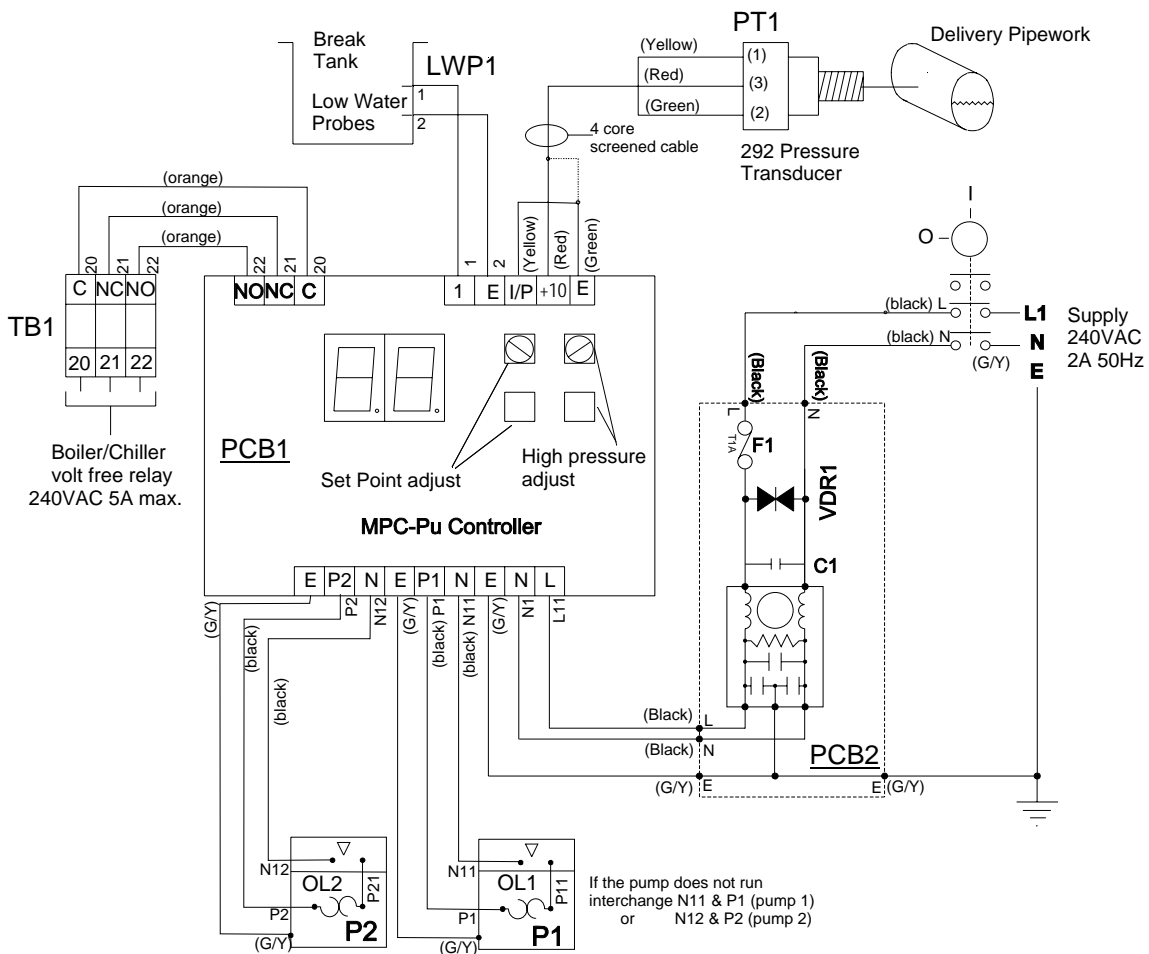 Break
Tank
LWP1
Low Water
Probes
1
2
(Yellow)
(Red)
(Green)
PT1
(1)
(3)
(2)
Delivery Pipework
4 core
screened cable
292 Pressure
Transducer
(orange)
(orange)
(orange)
20
21
22
22
21
20
1
2
(Yellow)
(Red)
(Green)
C NC NO
TB1
20 21 22
NO NC C
1 E I/P +10 E
Boiler/Chiller
volt free relay
240VAC 5A max.
PCB1
Set Point adjust
High pressure
adjust
MPC-Pu Controller
I
O
(black) L
L1
(black) N
N
(G/Y)
E
Supply
240VAC
2A 50Hz
(Black)
(Black)
L
N
T1A
F1
VDR1
C1
E P2 N E P1 N E N L
(G/Y)
(black)
P2
(black)
N12
(G/Y)
(black) P1
(black) N11
(G/Y)
N1
L11
(Black) L
(Black) N
PCB2
(G/Y) E
E (G/Y)
N12
OL2
P21
P2
P2
(G/Y)
N11
OL1
P11
P1
P1
(G/Y)
If the pump does not run
interchange N11 & P1 (pump 1)
or N12 & P2 (pump 2)